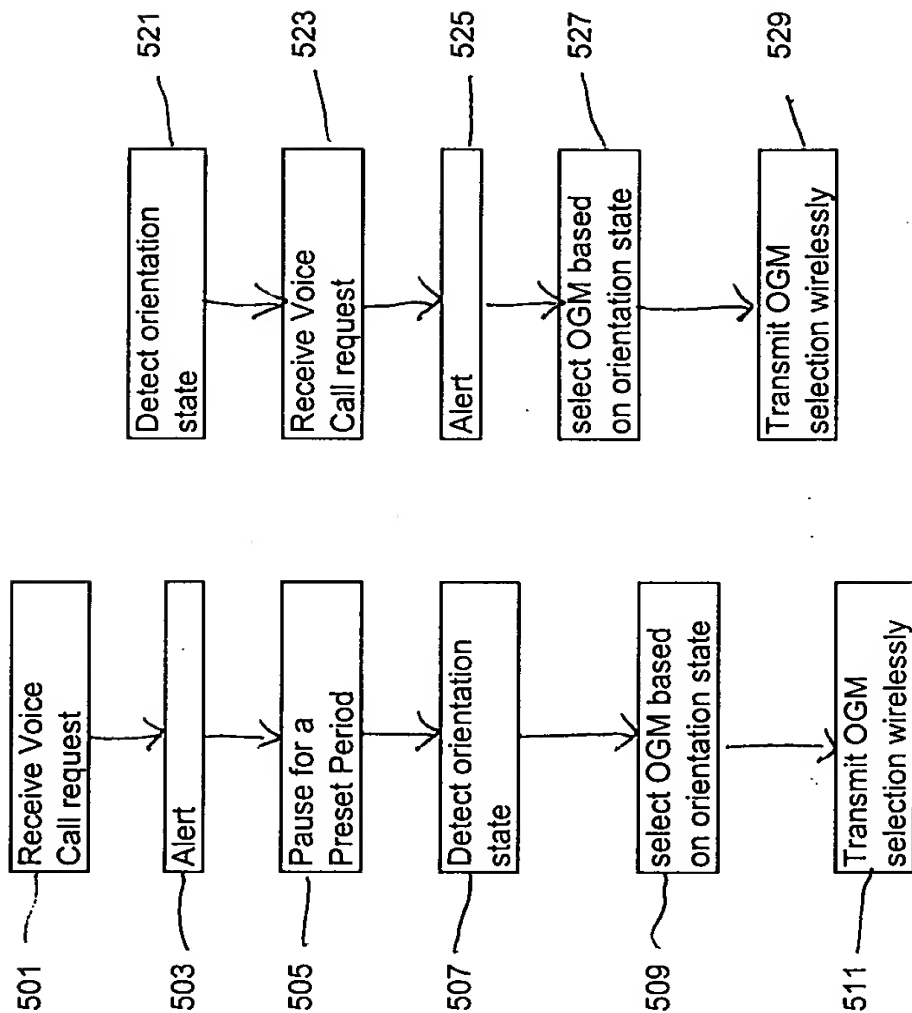 501
Receive Voice
Call request
503
Alert
505
Pause for a
Preset Period
507
Detect orientation
state
509
select OGM based
on orientation state
511
Transmit OGM
selection wirelessly
521
Detect orientation
state
523
Receive Voice
Call request
525
Alert
527
select OGM based
on orientation state
529
Transmit OGM
selection wirelessly